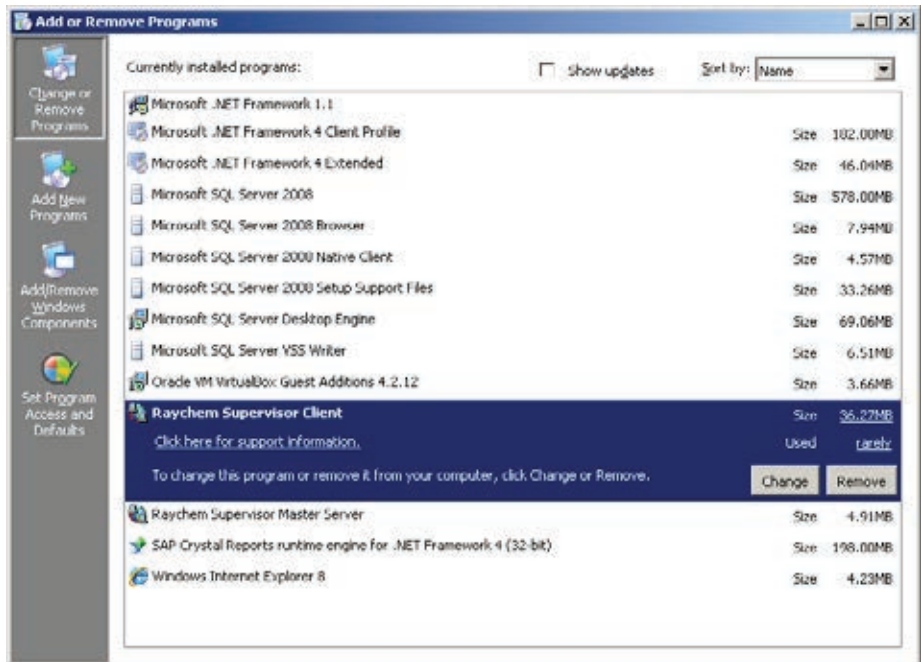 Add or Remove Programs
Change or
Remove
Programs
Add New
Programs
Add/Remove
Windows
Components
Set Program
Access and
Defaults
Currently installed programs:
Show updates
Sort by: Name
Microsoft .NET Framework 1.1
Microsoft .NET Framework 4 Client Profile Size 182.00MB
Microsoft .NET Framework 4 Extended Size 46.04MB
Microsoft SQL Server 2008 Size 578.00MB
Microsoft SQL Server 2008 Browser Size 7.94MB
Microsoft SQL Server 2008 Native Client Size 4.57MB
Microsoft SQL Server 2008 Setup Support Files Size 33.26MB
Microsoft SQL Server Desktop Engine Size 69.06MB
Microsoft SQL Server VSS Writer Size 6.51MB
Oracle VM VirtualBox Guest Additions 4.2.12 Size 3.66MB
Raychem Supervisor Client Size 36.27MB
Click here for support information. Used rarely
To change this program or remove it from your computer, click Change or Remove. Change Remove
Raychem Supervisor Master Server Size 4.91MB
SAP Crystal Reports runtime engine for .NET Framework 4 (32-bit) Size 198.00MB
Windows Internet Explorer 8 Size 4.23MB